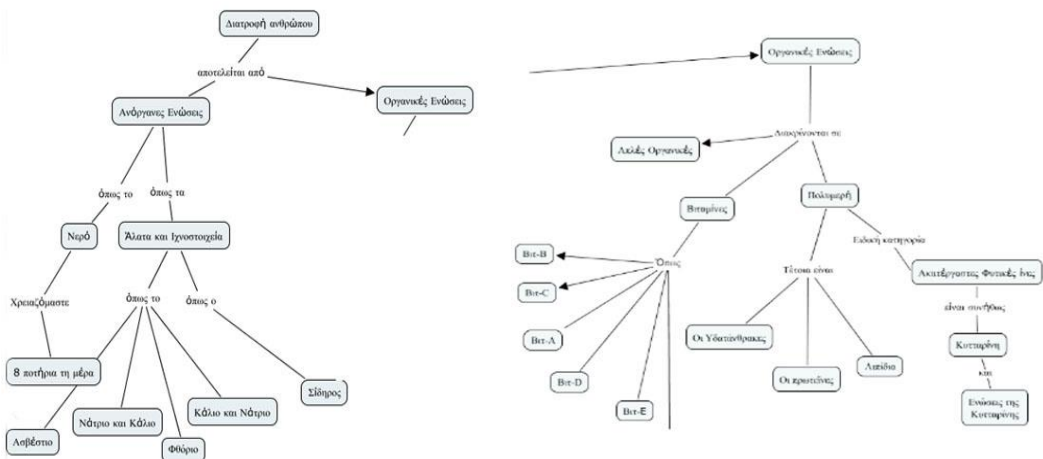 Διατροφή ανθρώπου
αποτελείται από
Ανόργανες Ενώσεις
Οργανικές Ενώσεις
όπως το
όπως τα
Νερό
Άλατα και Ιχνοστοιχεία
Χρειαζόμαστε
όπως το
όπως ο
8 ποτήρια τη μέρα
Σίδηρος
Κάλιο και Νάτριο
Νάτριο και Κάλιο
Ασβέστιο
Φθόριο
Οργανικές Ενώσεις
Διακρίνονται σε
Απλές Οργανικές
Βιταμίνες
Πολυμερή
Ειδική κατηγορία
Όπως
Τέτοια είναι
Ακατέργαστες Φυτικές ίνες
Βιτ-Β
Βιτ-C
Βιτ-Α
Βιτ-D
Βιτ-Ε
είναι συνήθως
Οι Υδατάνθρακες
Οι πρωτεΐνες
Λιπίδια
Κυτταρίνη
και
Ενώσεις της
Κυτταρίνης